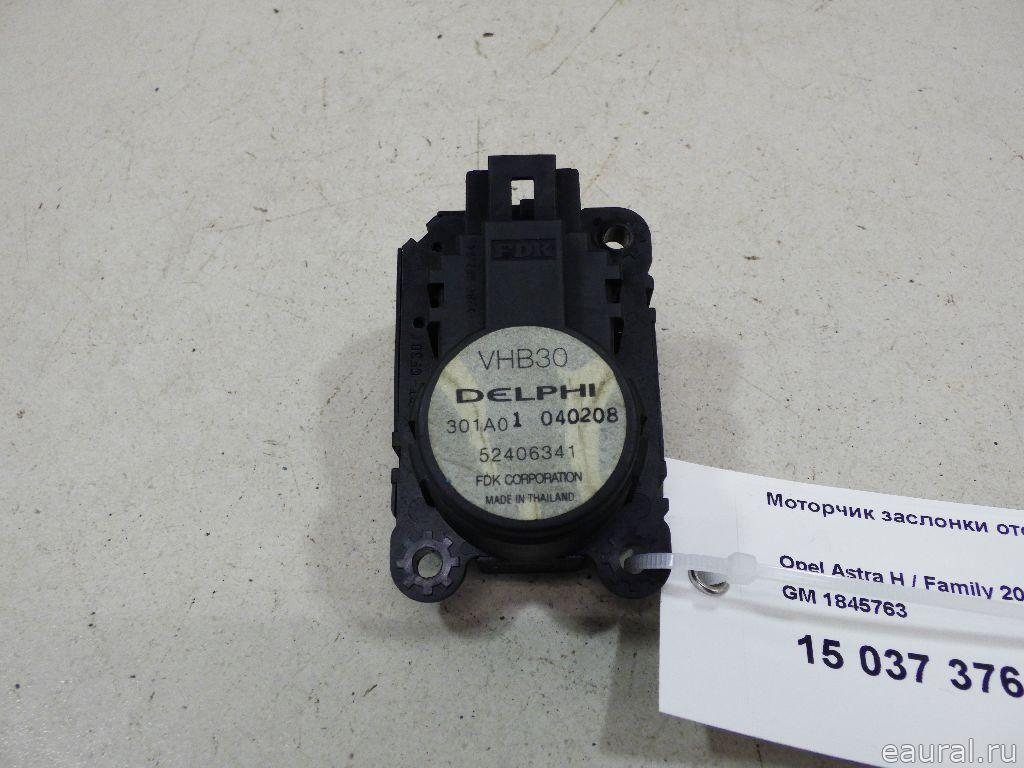 FDK
VHB30
DELPHI
301A01 040208
52406341
FDK CORPORATION
MADE IN THAILAND
Моторчик заслонки ото
Opel Astra H / Family 20
GM 1845763
15 037 376
eaural.ru